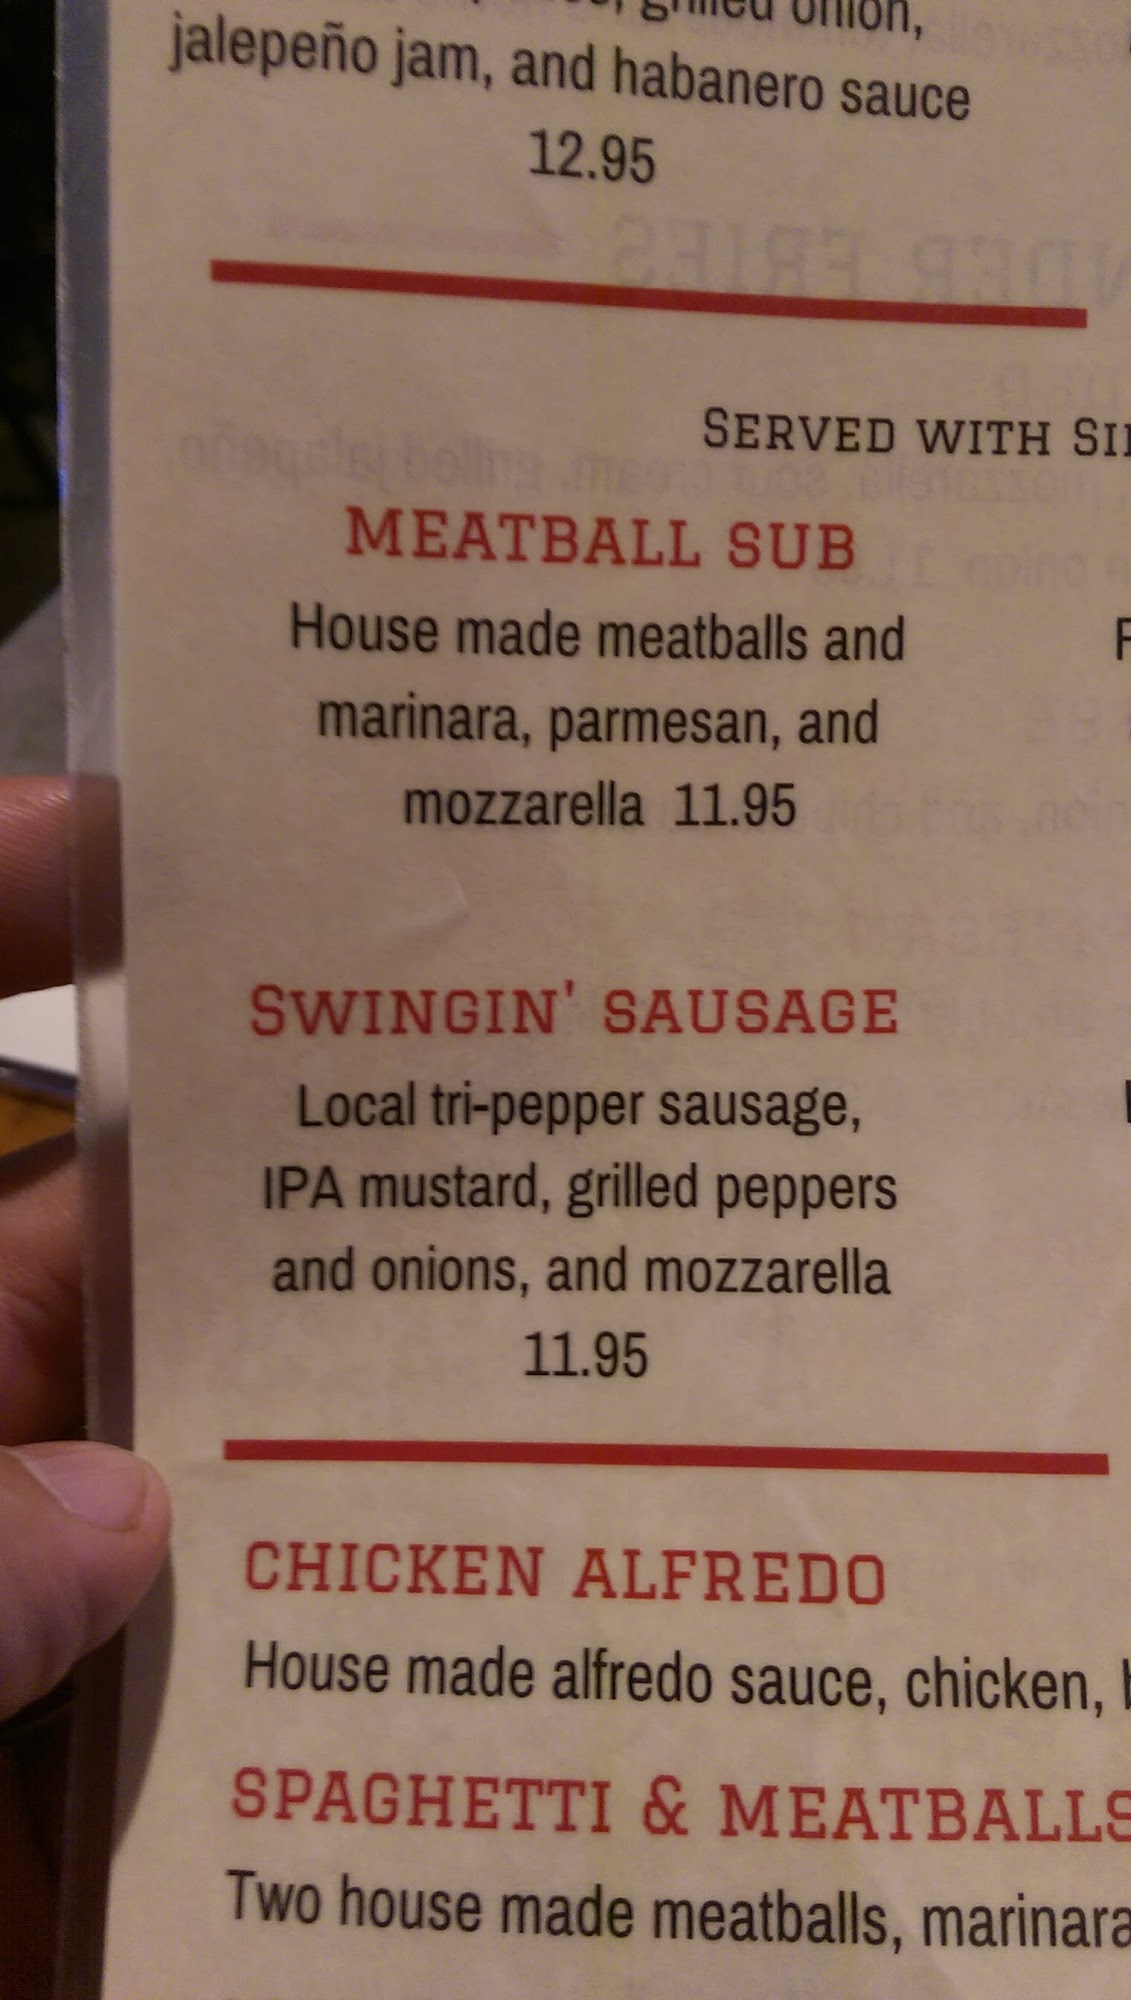 grilled onion,
jalepeño jam, and habanero sauce
12.95
SERVED WITH
MEATBALL SUB
House made meatballs and
marinara, parmesan, and
mozzarella 11.95
SWINGIN' SAUSAGE
Local tri-pepper sausage,
IPA mustard, grilled peppers
and onions, and mozzarella
11.95
CHICKEN ALFREDO
House made alfredo sauce, chicken,
SPAGHETTI & MEATBALLS
Two house made meatballs, marinara